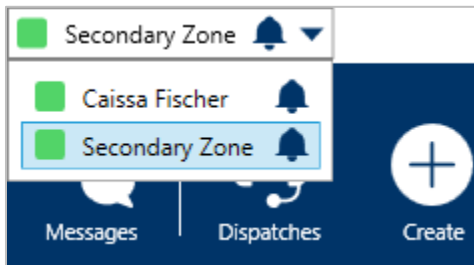 Secondary Zone
Caissa Fischer
Secondary Zone
Messages Dispatches Create